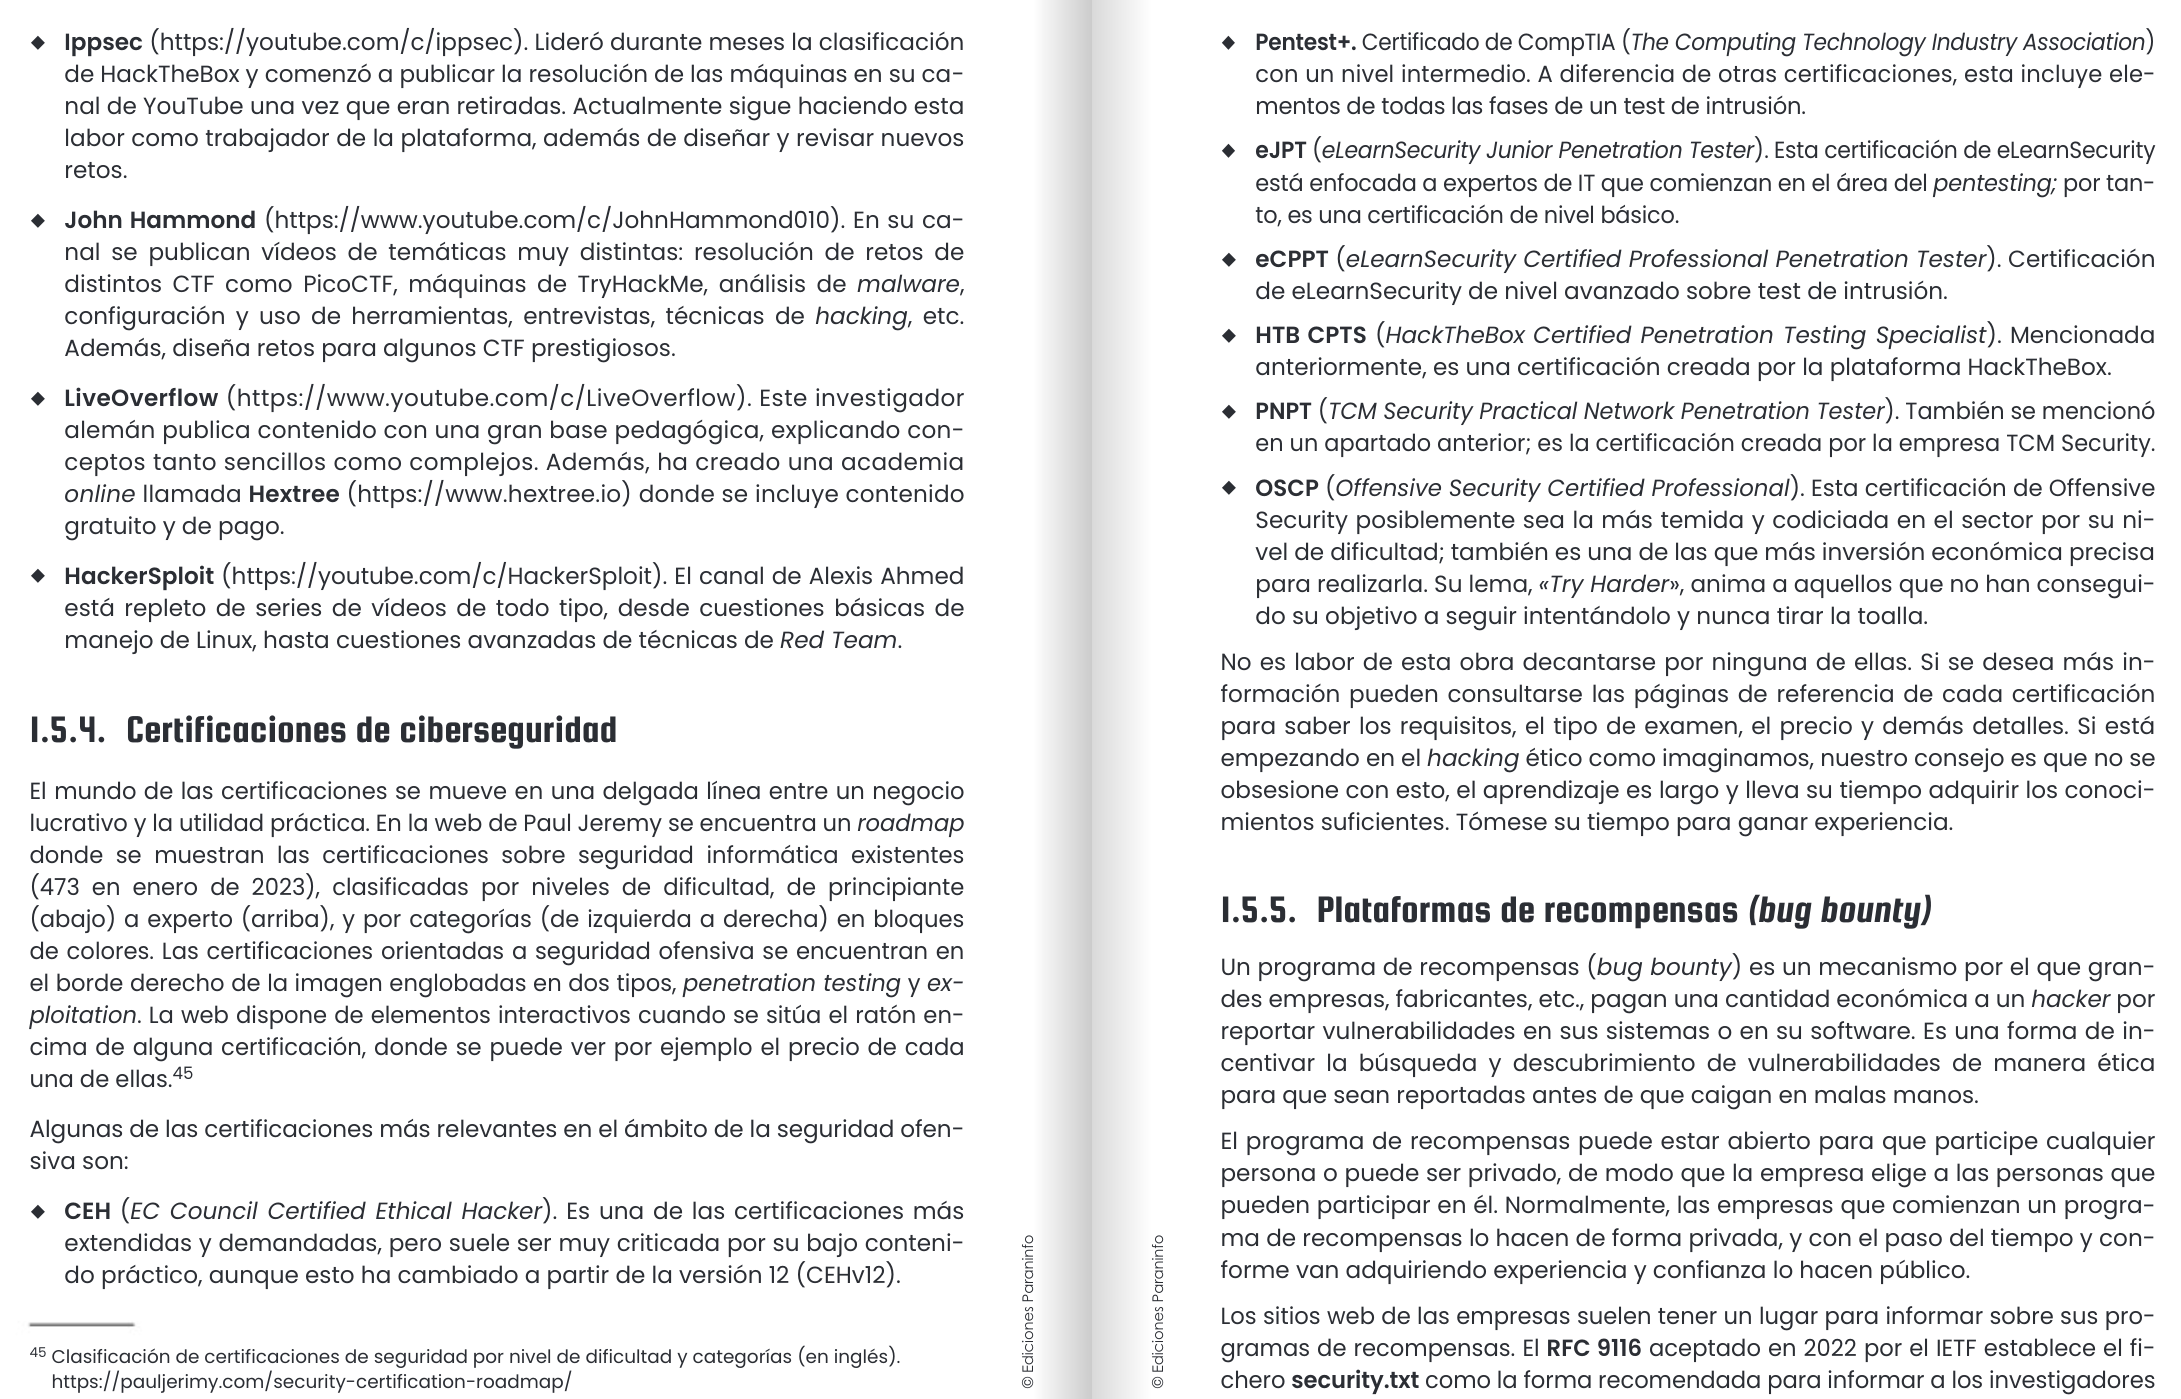 ◆ Ippsec (https://youtube.com/c/ippsec). Lideró durante meses la clasificación
de HackTheBox y comenzó a publicar la resolución de las máquinas en su ca-
nal de YouTube una vez que eran retiradas. Actualmente sigue haciendo esta
labor como trabajador de la plataforma, además de diseñar y revisar nuevos
retos.
◆ John Hammond (https://www.youtube.com/c/JohnHammond010). En su ca-
nal se publican vídeos de temáticas muy distintas: resolución de retos de
distintos CTF como PicoCTF, máquinas de TryHackMe, análisis de malware,
configuración y uso de herramientas, entrevistas, técnicas de hacking, etc.
Además, diseña retos para algunos CTF prestigiosos.
◆ LiveOverflow (https://www.youtube.com/c/LiveOverflow). Este investigador
alemán publica contenido con una gran base pedagógica, explicando con-
ceptos tanto sencillos como complejos. Además, ha creado una academia
online llamada Hextree (https://www.hextree.io) donde se incluye contenido
gratuito y de pago.
◆ HackerSploit (https://youtube.com/c/HackerSploit). El canal de Alexis Ahmed
está repleto de series de vídeos de todo tipo, desde cuestiones básicas de
manejo de Linux, hasta cuestiones avanzadas de técnicas de Red Team.
1.5.4. Certificaciones de ciberseguridad
El mundo de las certificaciones se mueve en una delgada línea entre un negocio
lucrativo y la utilidad práctica. En la web de Paul Jeremy se encuentra un roadmap
donde se muestran las certificaciones sobre seguridad informática existentes
(473 en enero de 2023), clasificadas por niveles de dificultad, de principiante
(abajo) a experto (arriba), y por categorías (de izquierda a derecha) en bloques
de colores. Las certificaciones orientadas a seguridad ofensiva se encuentran en
el borde derecho de la imagen englobadas en dos tipos, penetration testing y ex-
ploitation. La web dispone de elementos interactivos cuando se sitúa el ratón en-
cima de alguna certificación, donde se puede ver por ejemplo el precio de cada
una de ellas.45
Algunas de las certificaciones más relevantes en el ámbito de la seguridad ofen-
siva son:
◆ CEH (EC Council Certified Ethical Hacker). Es una de las certificaciones más
extendidas y demandadas, pero suele ser muy criticada por su bajo conteni-
do práctico, aunque esto ha cambiado a partir de la versión 12 (CEHv12).
45 Clasificación de certificaciones de seguridad por nivel de dificultad y categorías (en inglés).
https://pauljerimy.com/security-certification-roadmap/
© Ediciones Paraninfo
© Ediciones Paraninfo
◆ Pentest+. Certificado de CompTIA (The Computing Technology Industry Association)
con un nivel intermedio. A diferencia de otras certificaciones, esta incluye ele-
mentos de todas las fases de un test de intrusión.
◆ eJPT (eLearnSecurity Junior Penetration Tester). Esta certificación de eLearnSecurity
está enfocada a expertos de IT que comienzan en el área del pentesting; por tan-
to, es una certificación de nivel básico.
◆ eCPPT (eLearnSecurity Certified Professional Penetration Tester). Certificación
de eLearnSecurity de nivel avanzado sobre test de intrusión.
◆ HTB CPTS (HackTheBox Certified Penetration Testing Specialist). Mencionada
anteriormente, es una certificación creada por la plataforma HackTheBox.
◆ PNPT (TCM Security Practical Network Penetration Tester). También se mencionó
en un apartado anterior; es la certificación creada por la empresa TCM Security.
◆ OSCP (Offensive Security Certified Professional). Esta certificación de Offensive
Security posiblemente sea la más temida y codiciada en el sector por su ni-
vel de dificultad; también es una de las que más inversión económica precisa
para realizarla. Su lema, «Try Harder», anima a aquellos que no han consegui-
do su objetivo a seguir intentándolo y nunca tirar la toalla.
No es labor de esta obra decantarse por ninguna de ellas. Si se desea más in-
formación pueden consultarse las páginas de referencia de cada certificación
para saber los requisitos, el tipo de examen, el precio y demás detalles. Si está
empezando en el hacking ético como imaginamos, nuestro consejo es que no se
obsesione con esto, el aprendizaje es largo y lleva su tiempo adquirir los conoci-
mientos suficientes. Tómese su tiempo para ganar experiencia.
1.5.5. Plataformas de recompensas (bug bounty)
Un programa de recompensas (bug bounty) es un mecanismo por el que gran-
des empresas, fabricantes, etc., pagan una cantidad económica a un hacker por
reportar vulnerabilidades en sus sistemas o en su software. Es una forma de in-
centivar la búsqueda y descubrimiento de vulnerabilidades de manera ética
para que sean reportadas antes de que caigan en malas manos.
El programa de recompensas puede estar abierto para que participe cualquier
persona o puede ser privado, de modo que la empresa elige a las personas que
pueden participar en él. Normalmente, las empresas que comienzan un progra-
ma de recompensas lo hacen de forma privada, y con el paso del tiempo y con-
forme van adquiriendo experiencia y confianza lo hacen público.
Los sitios web de las empresas suelen tener un lugar para informar sobre sus pro-
gramas de recompensas. El RFC 9116 aceptado en 2022 por el IETF establece el fi-
chero security.txt como la forma recomendada para informar a los investigadores